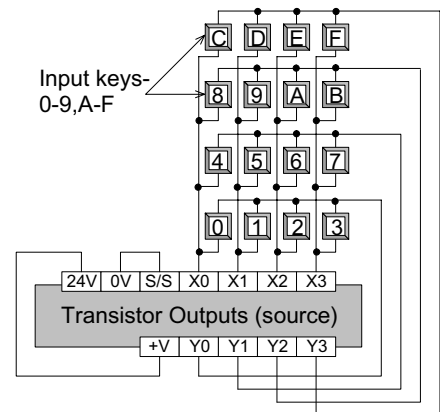 C D E F
Input keys-
0-9,A-F
8 9 A B
4 5 6 7
0 1 2 3
24V 0V S/S X0 X1 X2 X3
Transistor Outputs (source)
+V Y0 Y1 Y2 Y3